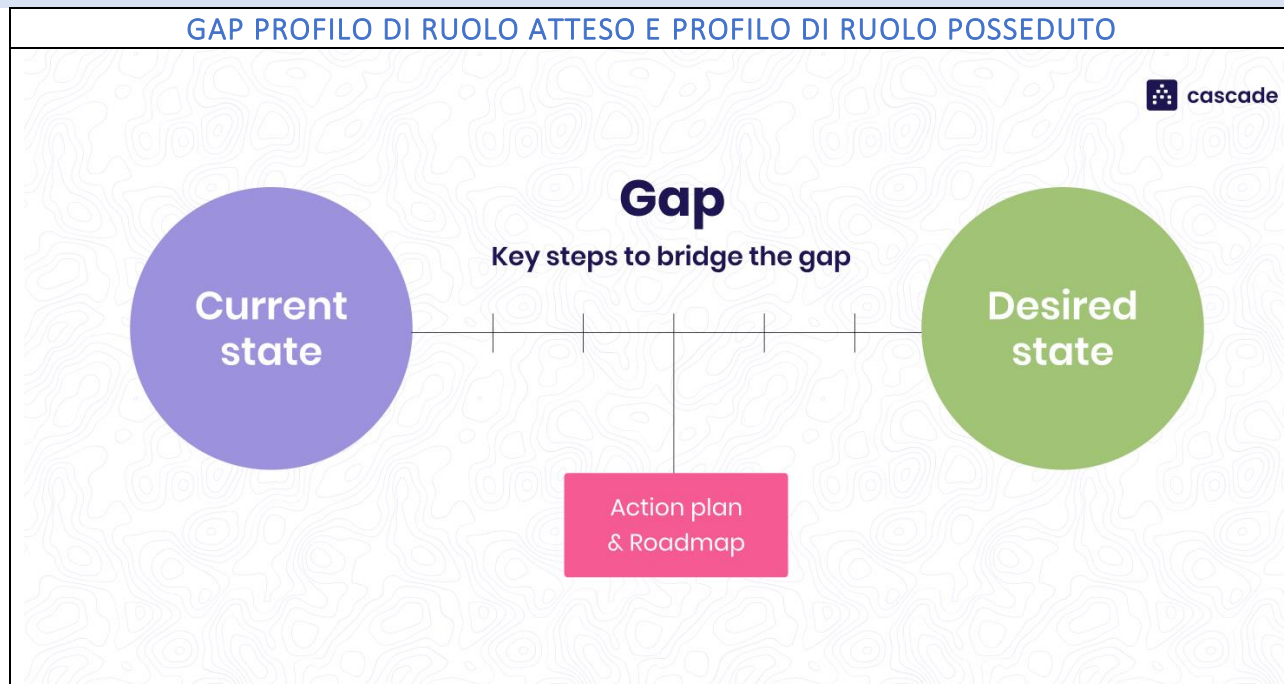 GAP PROFILO DI RUOLO ATTESO E PROFILO DI RUOLO POSSEDUTO
cascade
Gap
Key steps to bridge the gap
Current
state
Desired
state
Action plan
& Roadmap